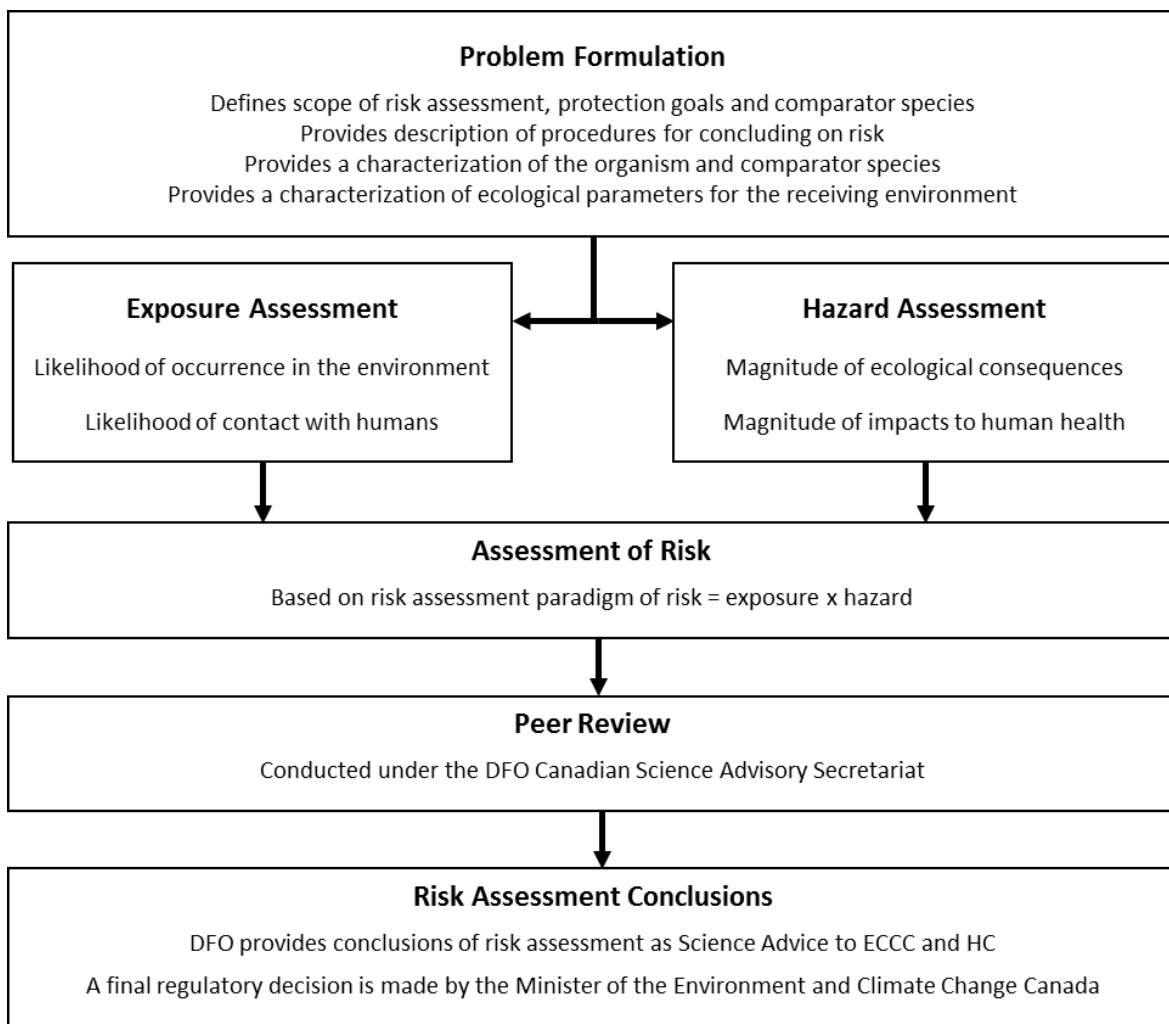 Problem Formulation
Defines scope of risk assessment, protection goals and comparator species
Provides description of procedures for concluding on risk
Provides a characterization of the organism and comparator species
Provides a characterization of ecological parameters for the receiving environment
Exposure Assessment
Likelihood of occurrence in the environment
Likelihood of contact with humans
Hazard Assessment
Magnitude of ecological consequences
Magnitude of impacts to human health
Assessment of Risk
Based on risk assessment paradigm of risk = exposure x hazard
Peer Review
Conducted under the DFO Canadian Science Advisory Secretariat
Risk Assessment Conclusions
DFO provides conclusions of risk assessment as Science Advice to ECCC and HC
A final regulatory decision is made by the Minister of the Environment and Climate Change Canada